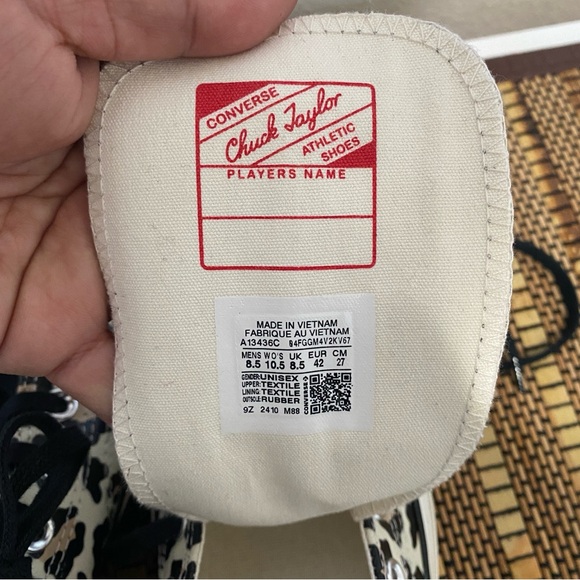 CONVERSE
Chuck Taylor
ATHLETIC
SHOES
PLAYERS NAME
MADE IN VIETNAM
FABRIQUE AU VIETNAM
A13436C 04FGGM4V2KV67
MENS WO'S UK EUR CM
8.5 10.5 8.5 42 27
GENDER: UNISEX
UPPER: TEXTILE
LINING: TEXTILE
OUTSOLE: RUBBER
CONVERSE
9Z 2410 M88